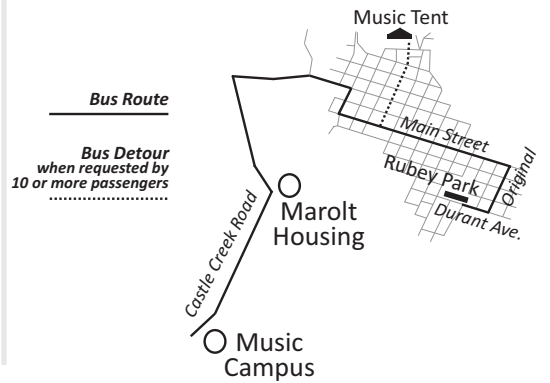 Music Tent
Bus Route
Bus Detour
when requested by
10 or more passengers
Main Street
Original
Rubey Park
Durant Ave.
Castle Creek Road
Marolt
Housing
Music
Campus